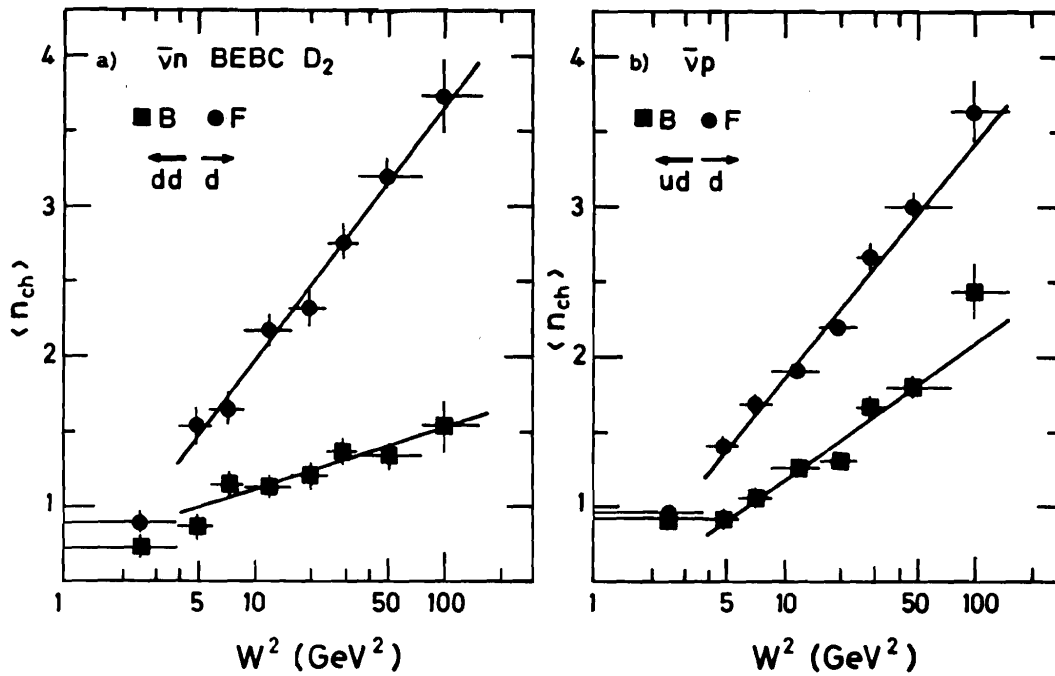 a) ν̄n BEBC D₂
■B ●F
dd d
⟨n_ch⟩
4
3
2
1
1 5 10 50 100
W² (GeV²)
b) ν̄p
■B ●F
ud d
⟨n_ch⟩
4
3
2
1
1 5 10 50 100
W² (GeV²)